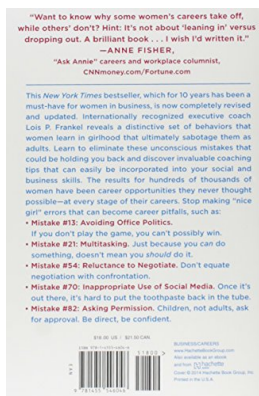 "Want to know why some women's careers take off,
while others' don't? Hint: It's not about 'leaning in' versus
dropping out. A brilliant book . . . I wish I'd written it."
—ANNE FISHER,
"Ask Annie" careers and workplace columnist,
CNNmoney.com/Fortune.com
This New York Times bestseller, which for 10 years has been a
must-have for women in business, is now completely revised
and updated. Internationally recognized executive coach
Lois P. Frankel reveals a distinctive set of behaviors that
women learn in girlhood that ultimately sabotage them as
adults. Learn to eliminate these unconscious mistakes that
could be holding you back and discover invaluable coaching
tips that can easily be incorporated into your social and
business skills. The results for hundreds of thousands of
women have been career opportunities they never thought
possible—at every stage of their careers. Stop making "nice
girl" errors that can become career pitfalls, such as:
• Mistake #13: Avoiding Office Politics.
If you don't play the game, you can't possibly win.
• Mistake #21: Multitasking. Just because you can do
something, doesn't mean you should do it.
• Mistake #54: Reluctance to Negotiate. Don't equate
negotiation with confrontation.
• Mistake #70: Inappropriate Use of Social Media. Once it's
out there, it's hard to put the toothpaste back in the tube.
• Mistake #82: Asking Permission. Children, not adults, ask
for approval. Be direct, be confident.
BUSINESS/CAREERS
www.HachetteBookGroup.com
hachette
Printed in the U.S.A.